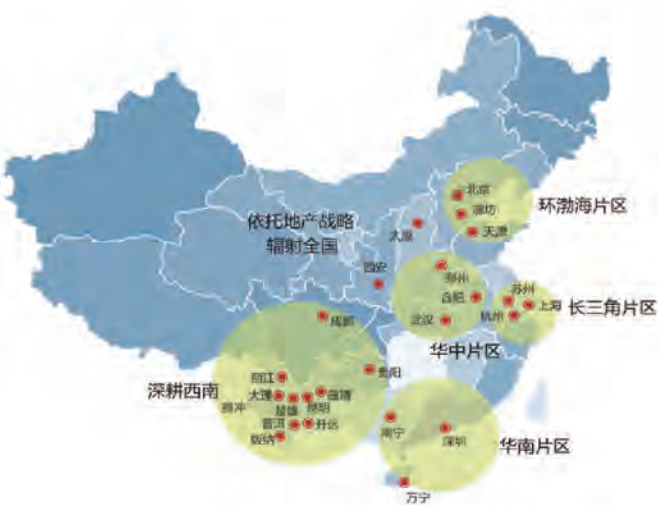 北京
廊坊
环渤海片区
天津
依托地产战略
辐射全国
太原
西安
郑州
合肥
苏州
上海
长三角片区
杭州
武汉
华中片区
成都
贵阳
深耕西南
丽江
大理
曲靖
腾冲
楚雄
昆明
普洱
开远
版纳
南宁
深圳
华南片区
万宁